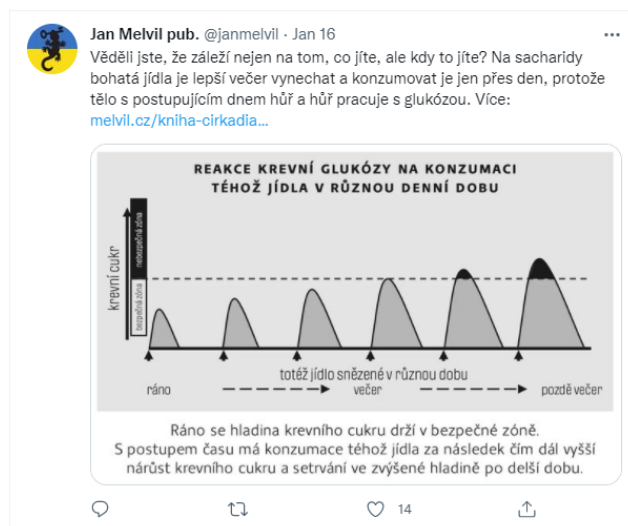 Jan Melvil pub. @janmelvil · Jan 16
Věděli jste, že záleží nejen na tom, co jíte, ale kdy to jíte? Na sacharidy
bohatá jídla je lepší večer vynechat a konzumovat je jen přes den, protože
tělo s postupujícím dnem hůř a hůř pracuje s glukózou. Více:
melvil.cz/kniha-cirkadia...
REAKCE KREVNÍ GLUKÓZY NA KONZUMACI
TÉHOŽ JÍDLA V RŮZNOU DENNÍ DOBU
krevní cukr
nebezpečná zóna
bezpečná zóna
totéž jídlo snězené v různou dobu
ráno večer pozdě večer
Ráno se hladina krevního cukru drží v bezpečné zóně.
S postupem času má konzumace téhož jídla za následek čím dál vyšší
nárůst krevního cukru a setrvání ve zvýšené hladině po delší dobu.
14